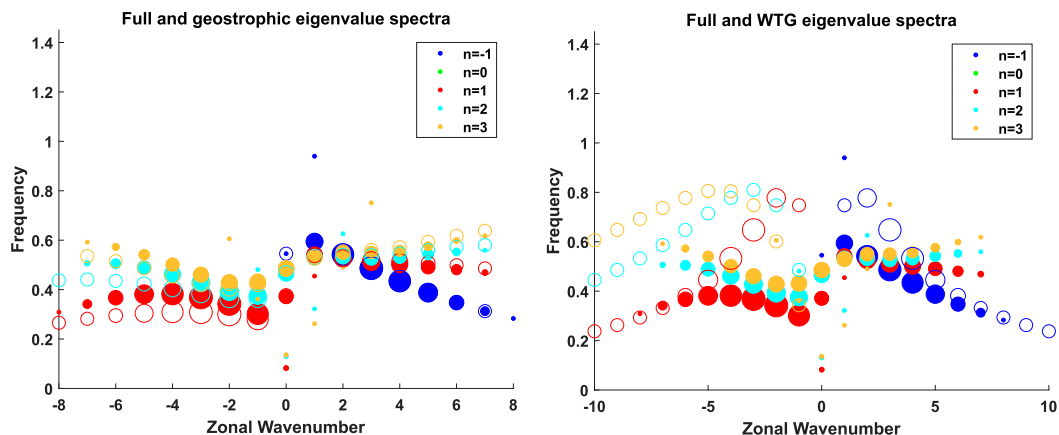 Full and geostrophic eigenvalue spectra
1.4
1.2
1
0.8
0.6
0.4
0.2
0
Frequency
-8
-6
-4
-2
0
2
4
6
8
Zonal Wavenumber
n=-1
n=0
n=1
n=2
n=3
Full and WTG eigenvalue spectra
1.4
1.2
1
0.8
0.6
0.4
0.2
0
Frequency
-10
-5
0
5
10
Zonal Wavenumber
n=-1
n=0
n=1
n=2
n=3